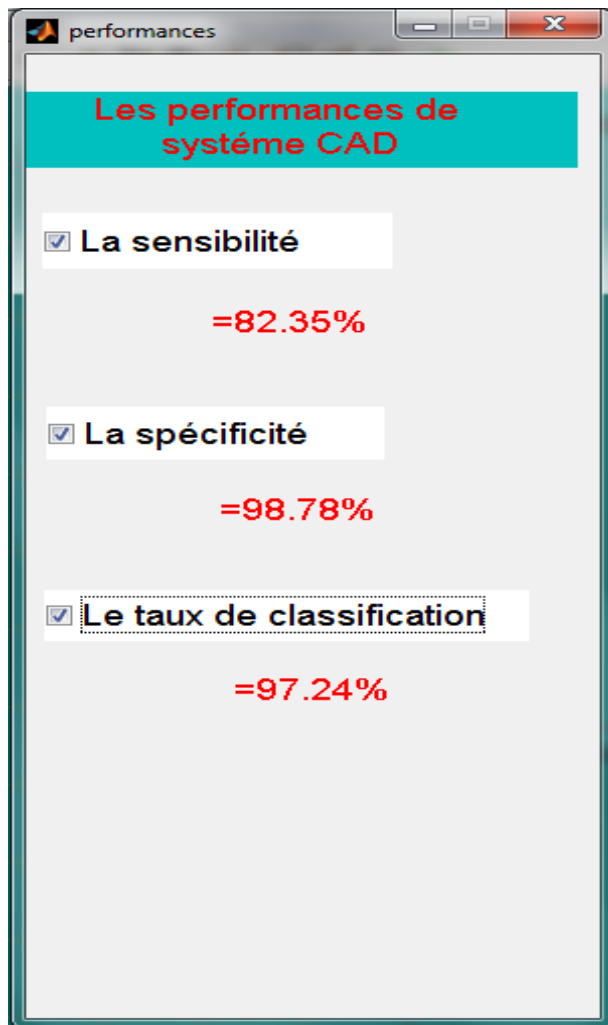 performances
Les performances de
systéme CAD
La sensibilité
=82.35%
La spécificité
=98.78%
Le taux de classification
=97.24%